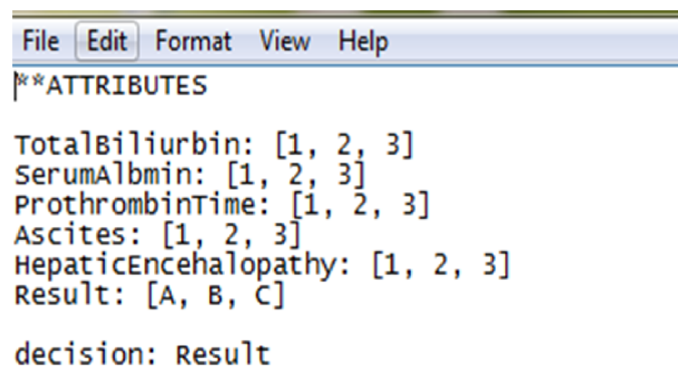 File Edit Format View Help
**ATTRIBUTES
TotalBiliurbin: [1, 2, 3]
SerumAlbmin: [1, 2, 3]
ProthrombinTime: [1, 2, 3]
Ascites: [1, 2, 3]
HepaticEncehalopathy: [1, 2, 3]
Result: [A, B, C]
decision: Result